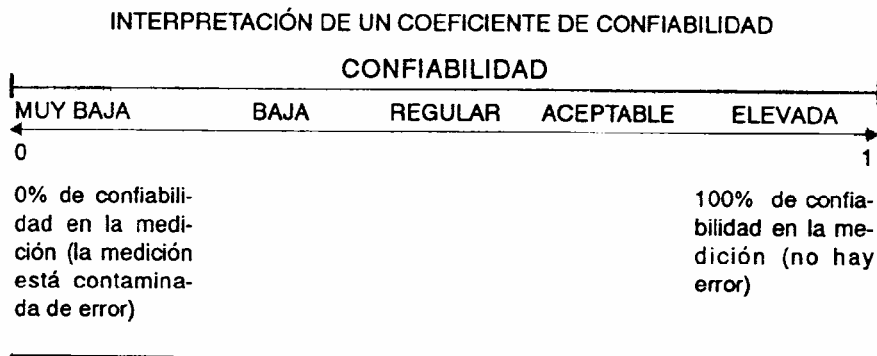 INTERPRETACIÓN DE UN COEFICIENTE DE CONFIABILIDAD
CONFIABILIDAD
MUY BAJA BAJA REGULAR ACEPTABLE ELEVADA
0 1
0% de confiabili-
dad en la medi-
ción (la medición
está contamina-
da de error)
100% de confia-
bilidad en la me-
dición (no hay
error)